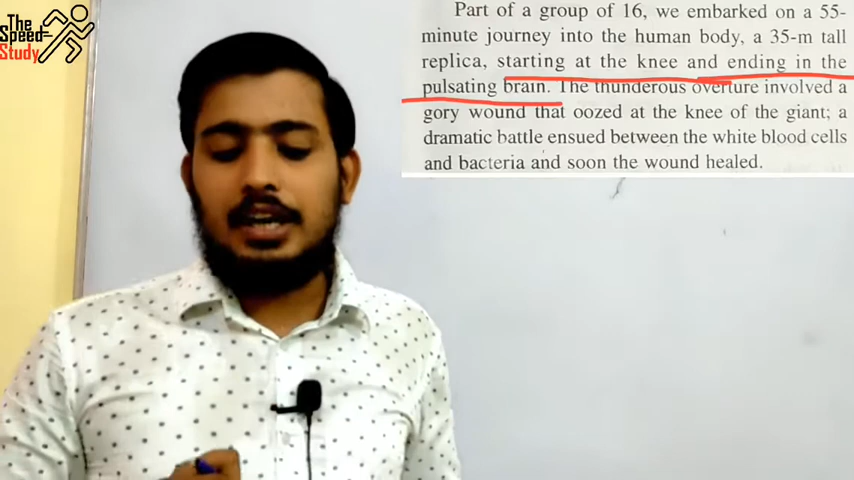 The
Speed-
Study
Part of a group of 16, we embarked on a 55-
minute journey into the human body, a 35-m tall
replica, starting at the knee and ending in the
pulsating brain. The thunderous overture involved a
gory wound that oozed at the knee of the giant; a
dramatic battle ensued between the white blood cells
and bacteria and soon the wound healed.